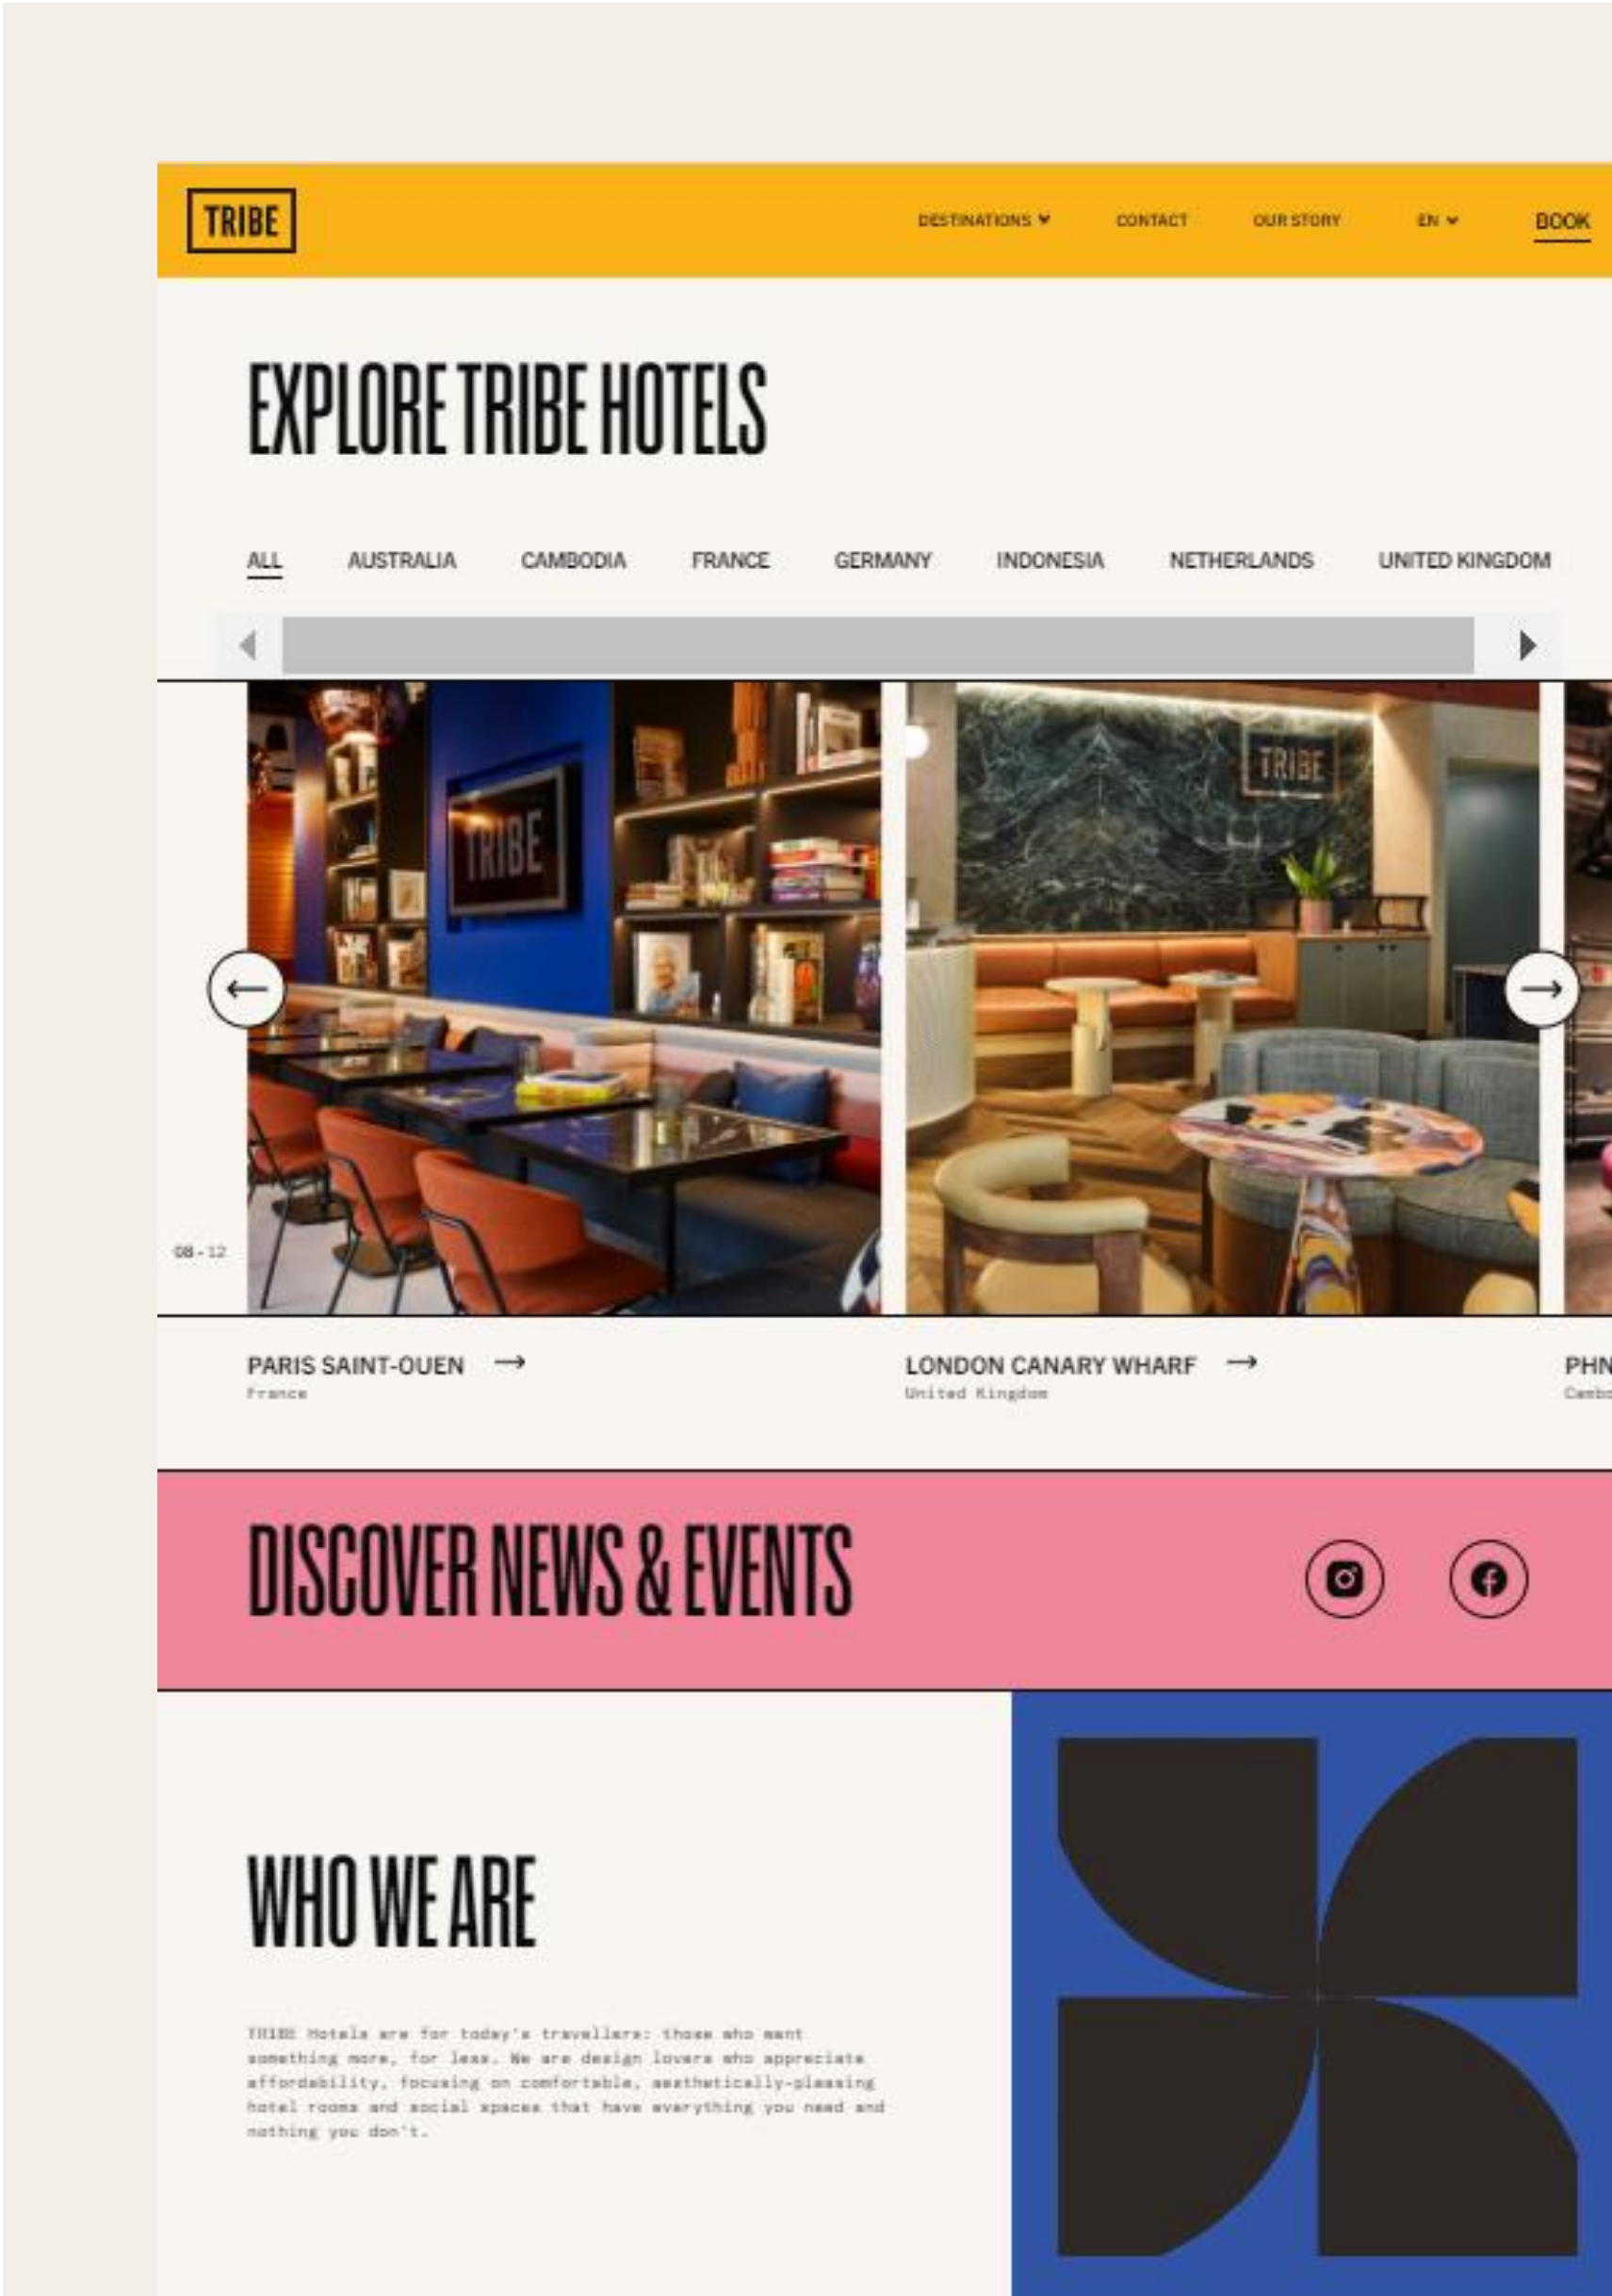 TRIBE
DESTINATIONS CONTACT OUR STORY EN BOOK
EXPLORE TRIBE HOTELS
ALL AUSTRALIA CAMBODIA FRANCE GERMANY INDONESIA NETHERLANDS UNITED KINGDOM
TRIBE
TRIBE
08 - 12
PARIS SAINT-OUEN → LONDON CANARY WHARF → PHN
France United Kingdom Cambo
DISCOVER NEWS & EVENTS
WHO WE ARE
TRIBE Hotels are for today's travellers: those who want
something more, for less. We are design lovers who appreciate
affordability, focusing on comfortable, aesthetically-pleasing
hotel rooms and social spaces that have everything you need and
nothing you don't.